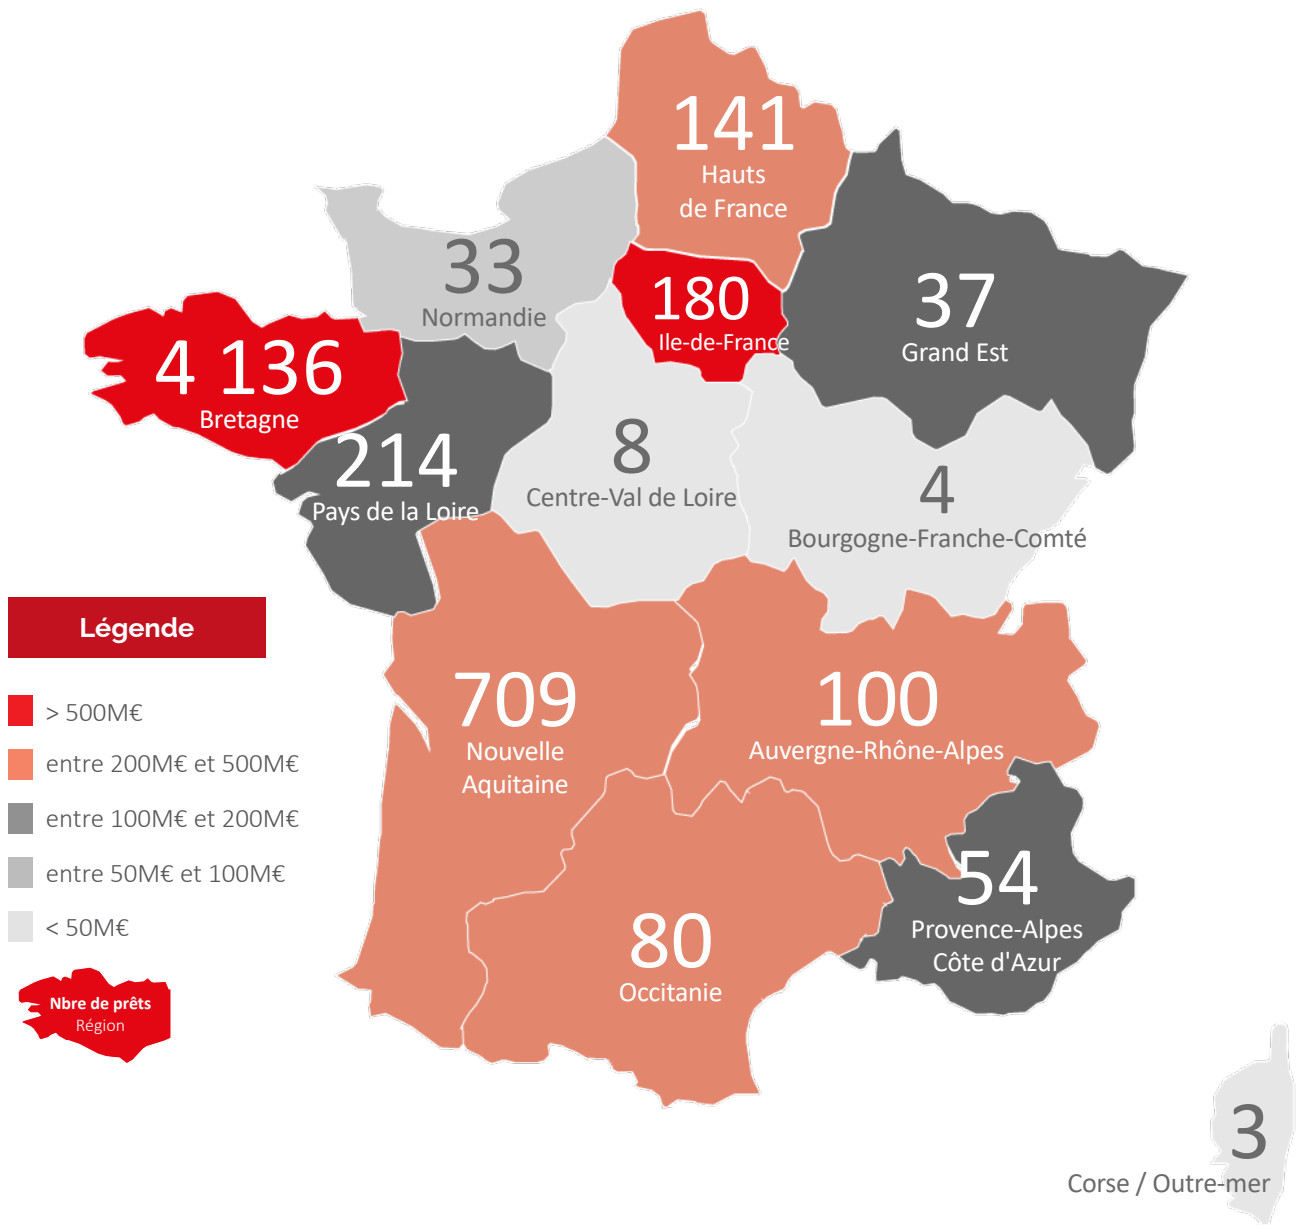 141
Hauts
de France
33
Normandie
180
Ile-de-France
37
Grand Est
4 136
Bretagne
214
Pays de la Loire
8
Centre-Val de Loire
4
Bourgogne-Franche-Comté
709
Nouvelle
Aquitaine
100
Auvergne-Rhône-Alpes
80
Occitanie
54
Provence-Alpes
Côte d'Azur
3
Corse / Outre-mer
Légende
> 500M€
entre 200M€ et 500M€
entre 100M€ et 200M€
entre 50M€ et 100M€
< 50M€
Nbre de prêts
Région